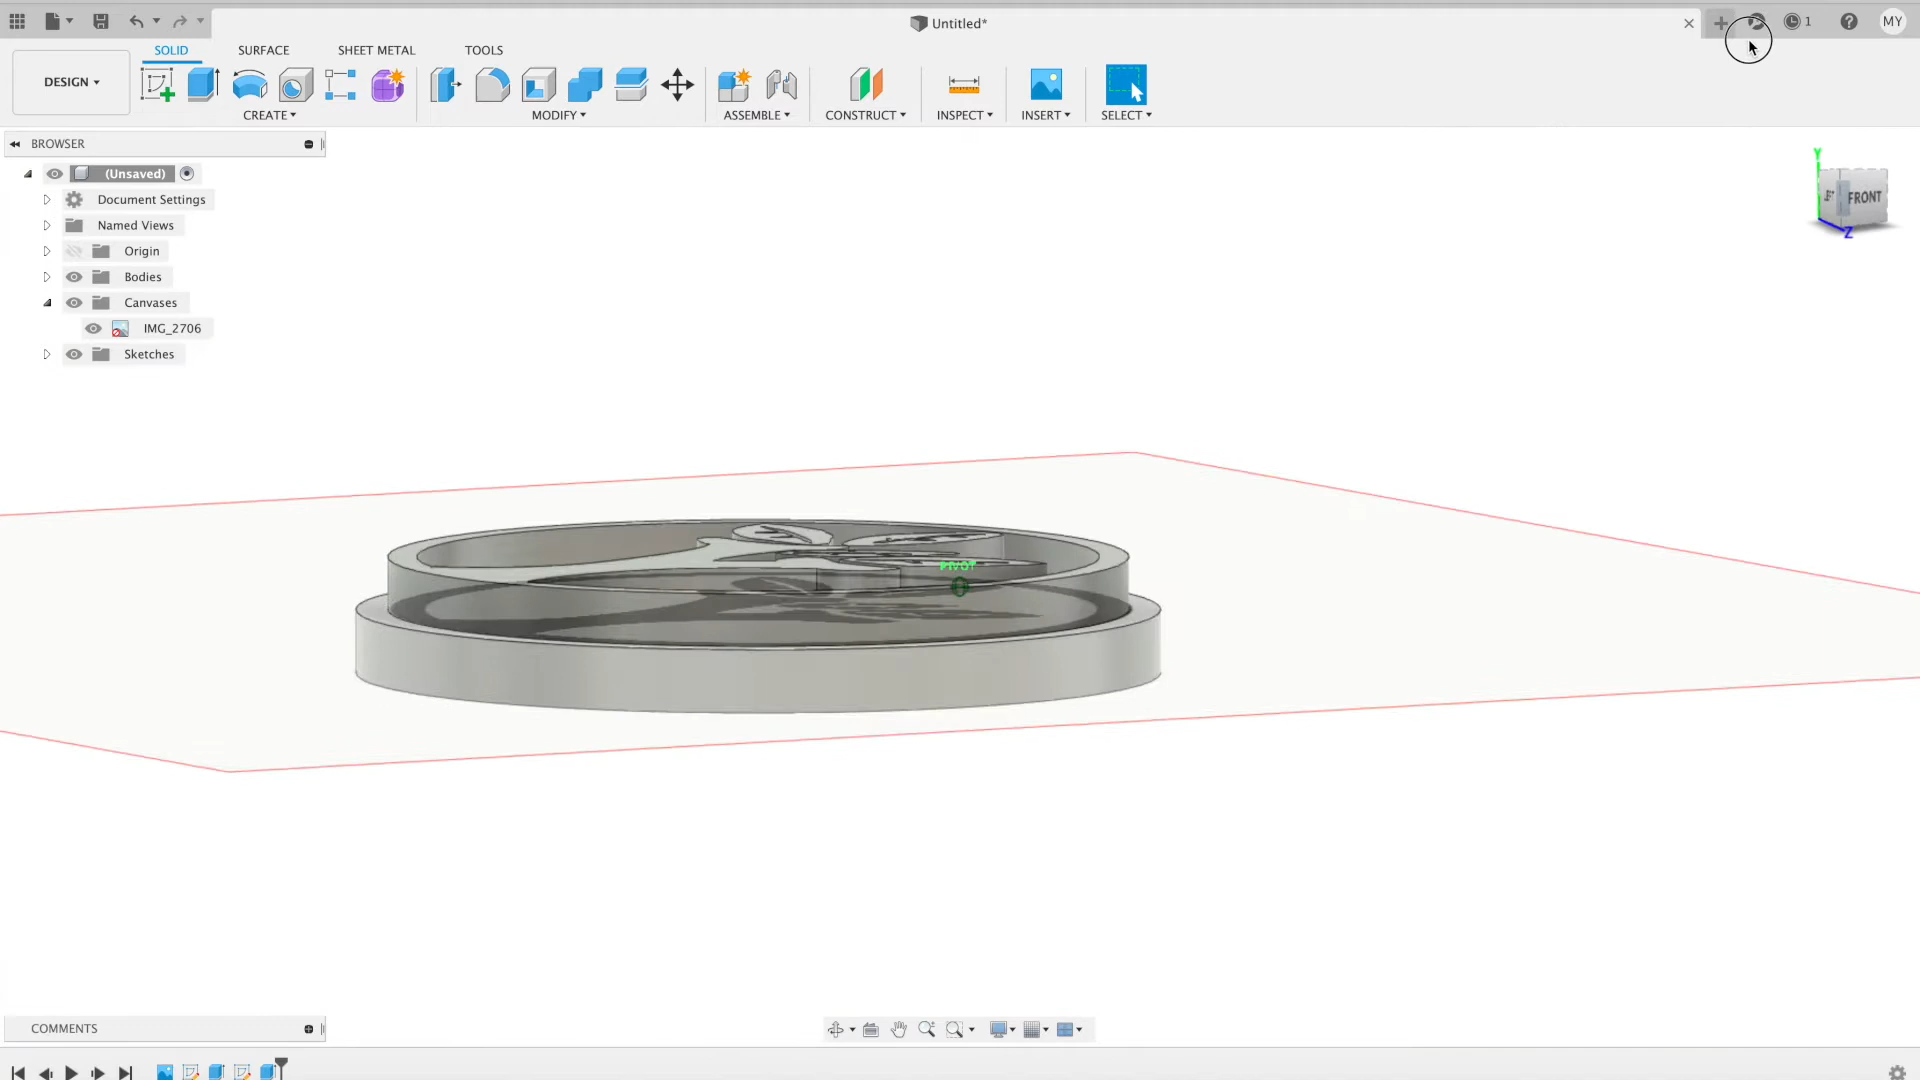 Untitled*
1
MY
SOLID
SURFACE
SHEET METAL
TOOLS
DESIGN
CREATE
MODIFY
ASSEMBLE
CONSTRUCT
INSPECT
INSERT
SELECT
BROWSER
(Unsaved)
Document Settings
Named Views
Origin
Bodies
Canvases
IMG_2706
Sketches
Y
FRONT
Z
PIVOT
COMMENTS